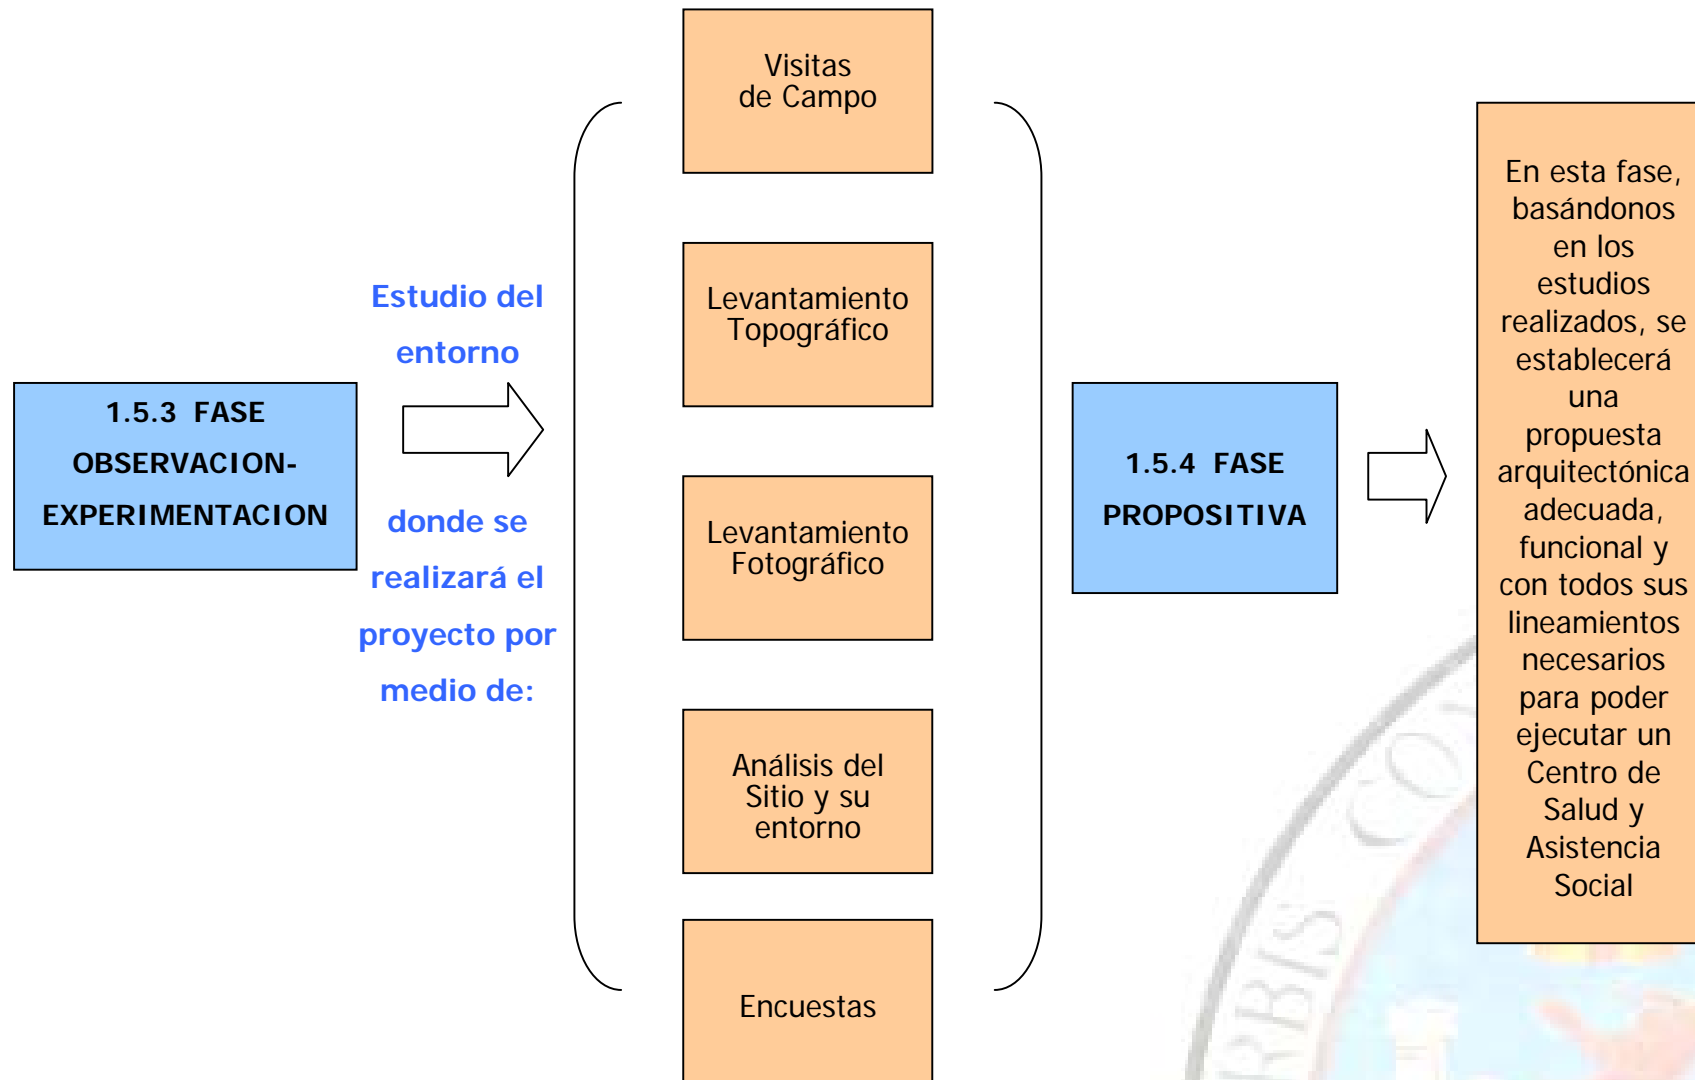 1.5.3 FASE
OBSERVACION-
EXPERIMENTACION
Estudio del
entorno
donde se
realizará el
proyecto por
medio de:
Visitas
de Campo
Levantamiento
Topográfico
Levantamiento
Fotográfico
Análisis del
Sitio y su
entorno
Encuestas
1.5.4 FASE
PROPOSITIVA
En esta fase,
basándonos
en los
estudios
realizados, se
establecerá
una
propuesta
arquitectónica
adecuada,
funcional y
con todos sus
lineamientos
necesarios
para poder
ejecutar un
Centro de
Salud y
Asistencia
Social